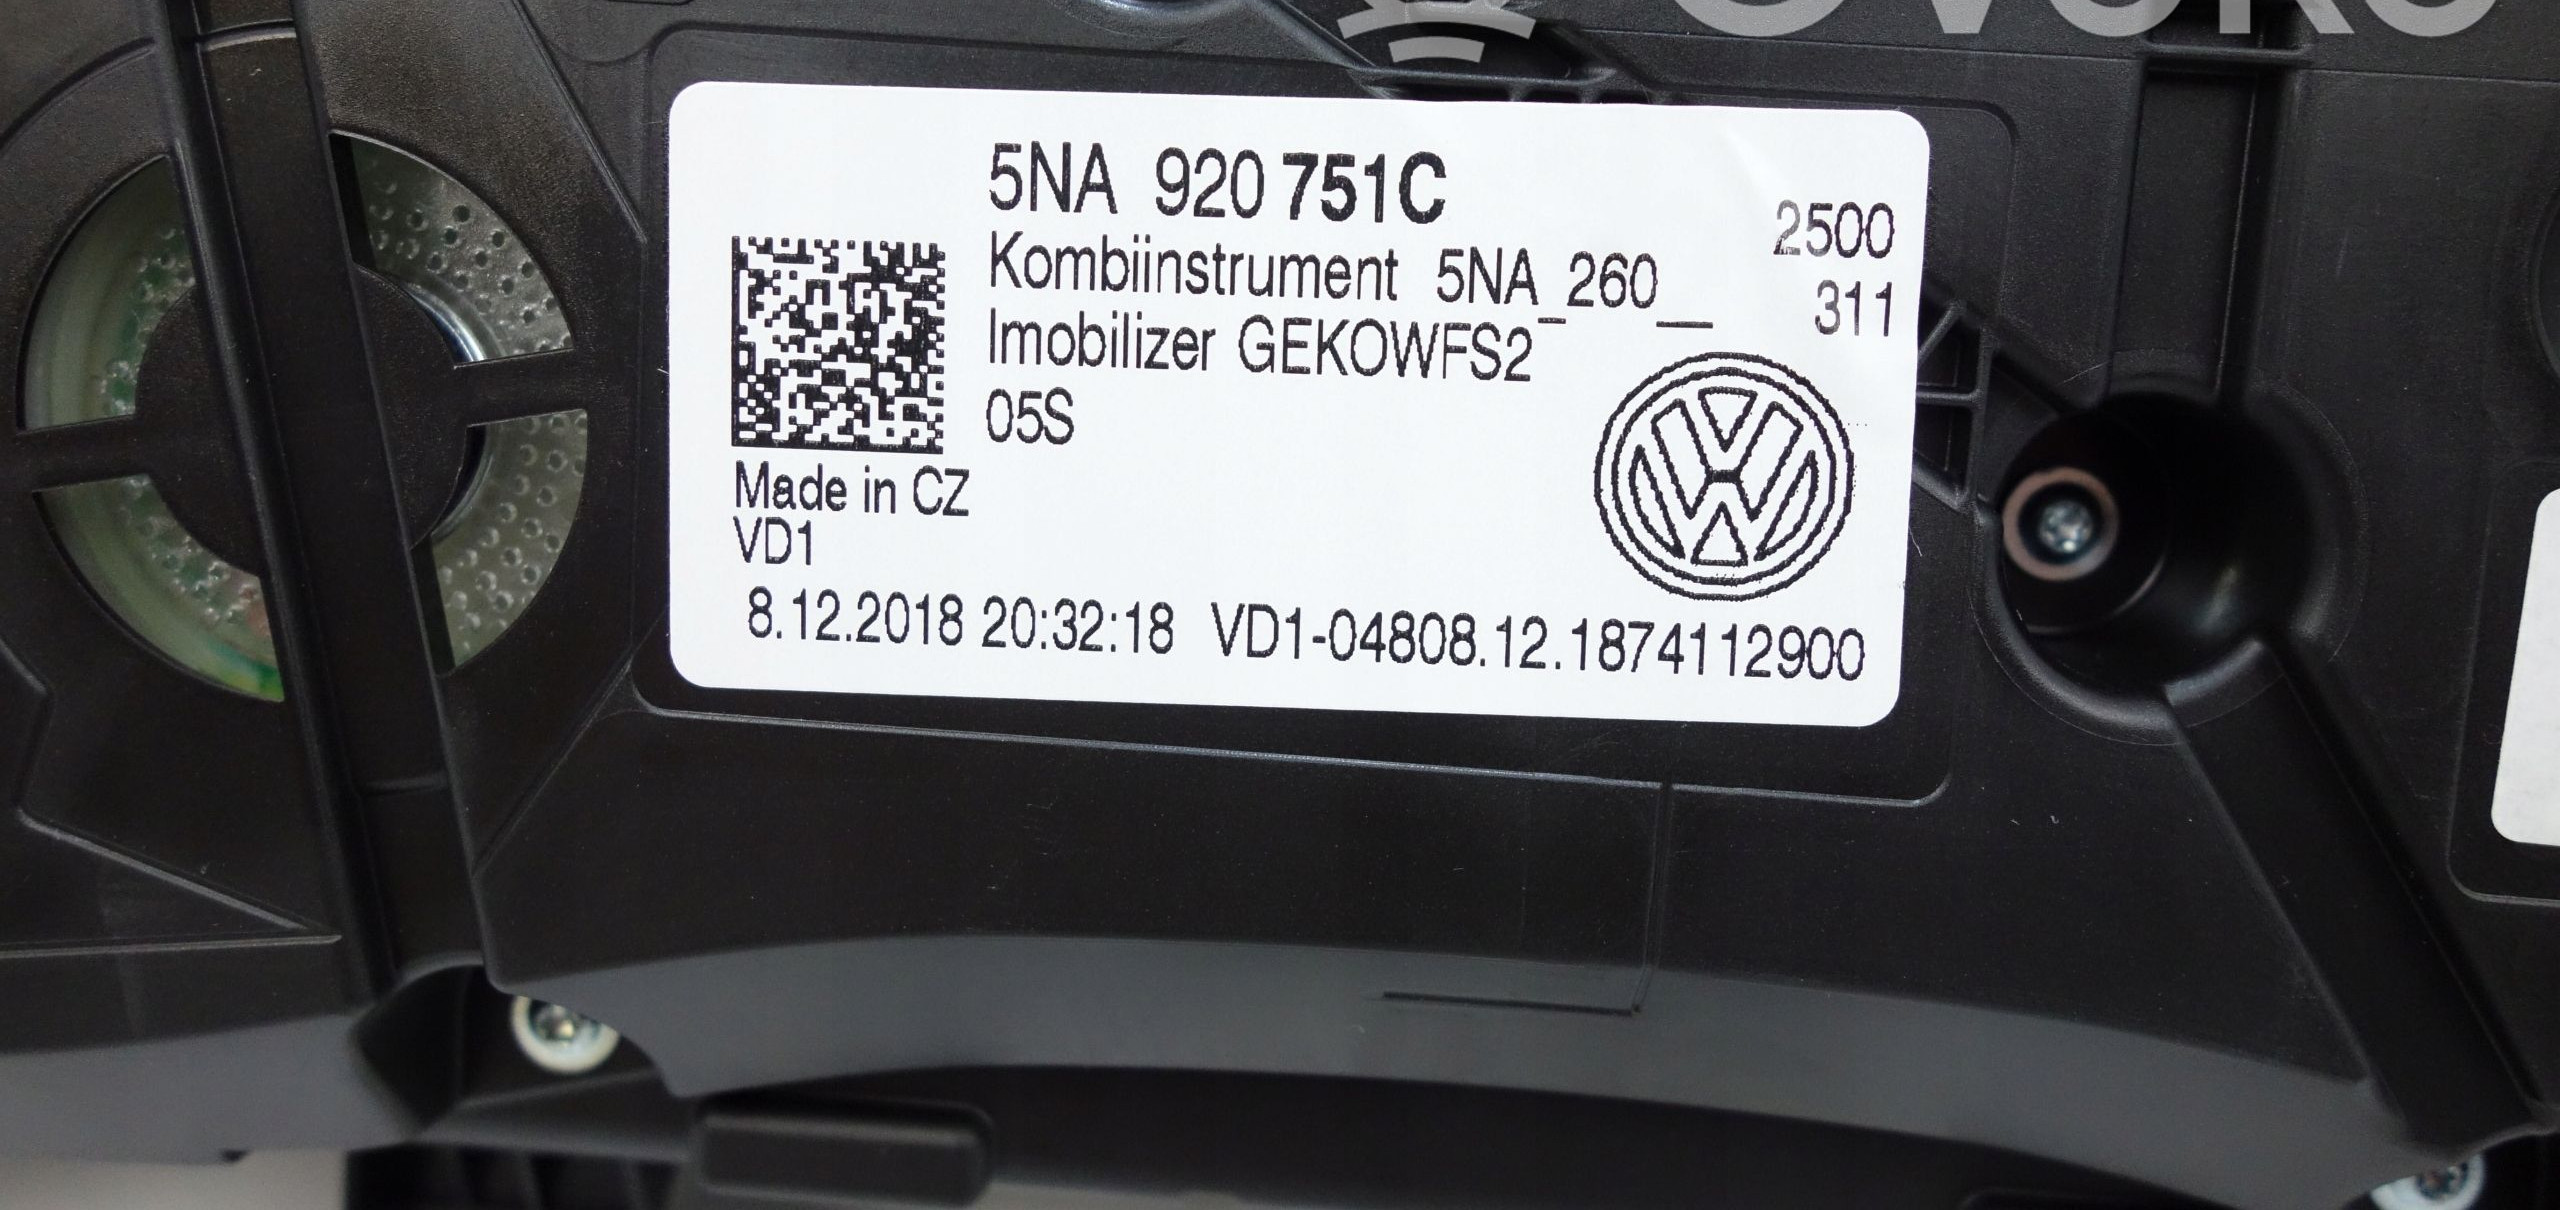 5NA 920 751C
2500
Kombiinstrument 5NA_260__
311
Imobilizer GEKOWFS2
05S
Made in CZ
VD1
8.12.2018 20:32:18 VD1-04808.12.1874112900